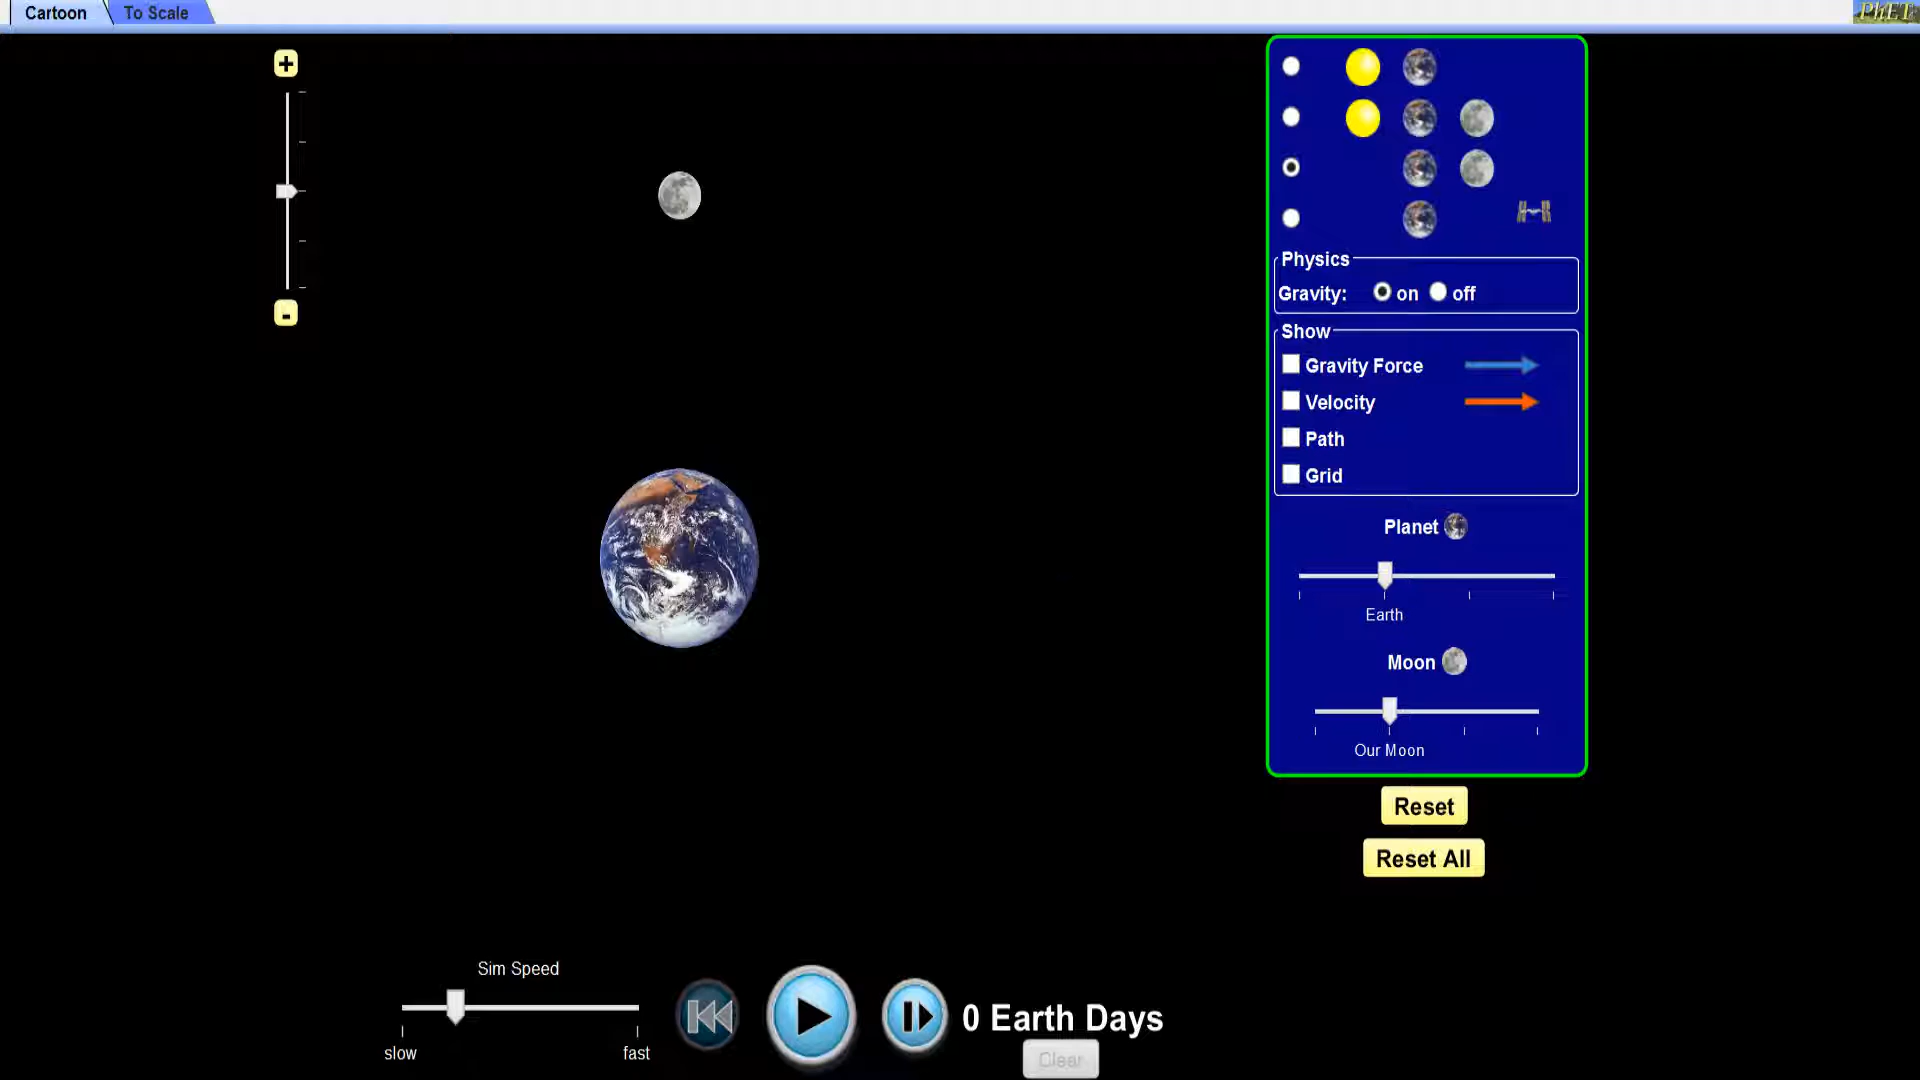 Cartoon
To Scale
PhET
+
-
Physics
Gravity: on off
Show
Gravity Force
Velocity
Path
Grid
Planet
Earth
Moon
Our Moon
Reset
Reset All
Sim Speed
slow fast
0 Earth Days
Clear